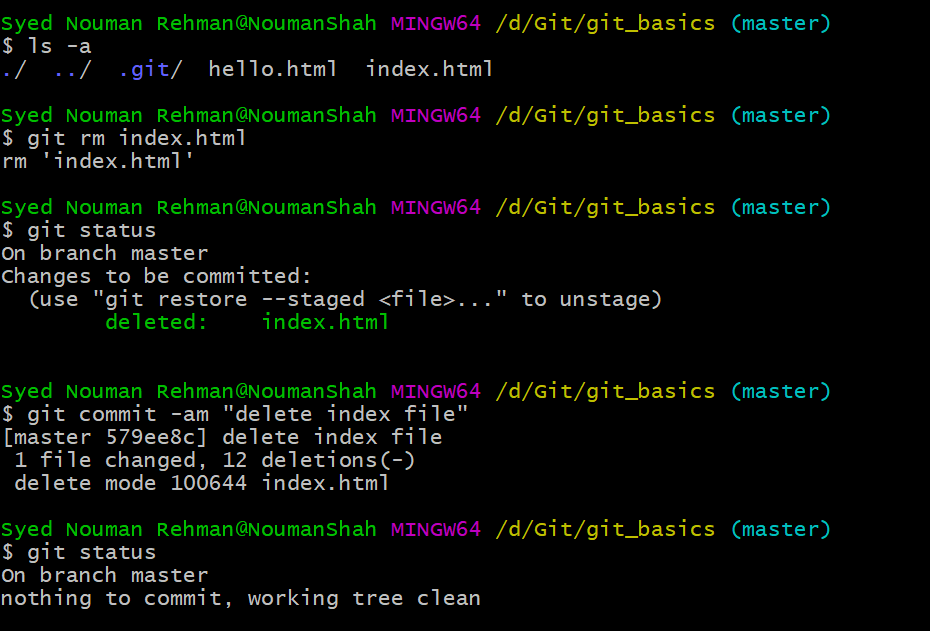 Syed Nouman Rehman@NoumanShah MINGW64 /d/Git/git_basics (master)
$ ls -a
./  ../  .git/  hello.html  index.html

Syed Nouman Rehman@NoumanShah MINGW64 /d/Git/git_basics (master)
$ git rm index.html
rm 'index.html'

Syed Nouman Rehman@NoumanShah MINGW64 /d/Git/git_basics (master)
$ git status
On branch master
Changes to be committed:
  (use "git restore --staged <file>..." to unstage)
        deleted:    index.html

Syed Nouman Rehman@NoumanShah MINGW64 /d/Git/git_basics (master)
$ git commit -am "delete index file"
[master 579ee8c] delete index file
 1 file changed, 12 deletions(-)
 delete mode 100644 index.html

Syed Nouman Rehman@NoumanShah MINGW64 /d/Git/git_basics (master)
$ git status
On branch master
nothing to commit, working tree clean